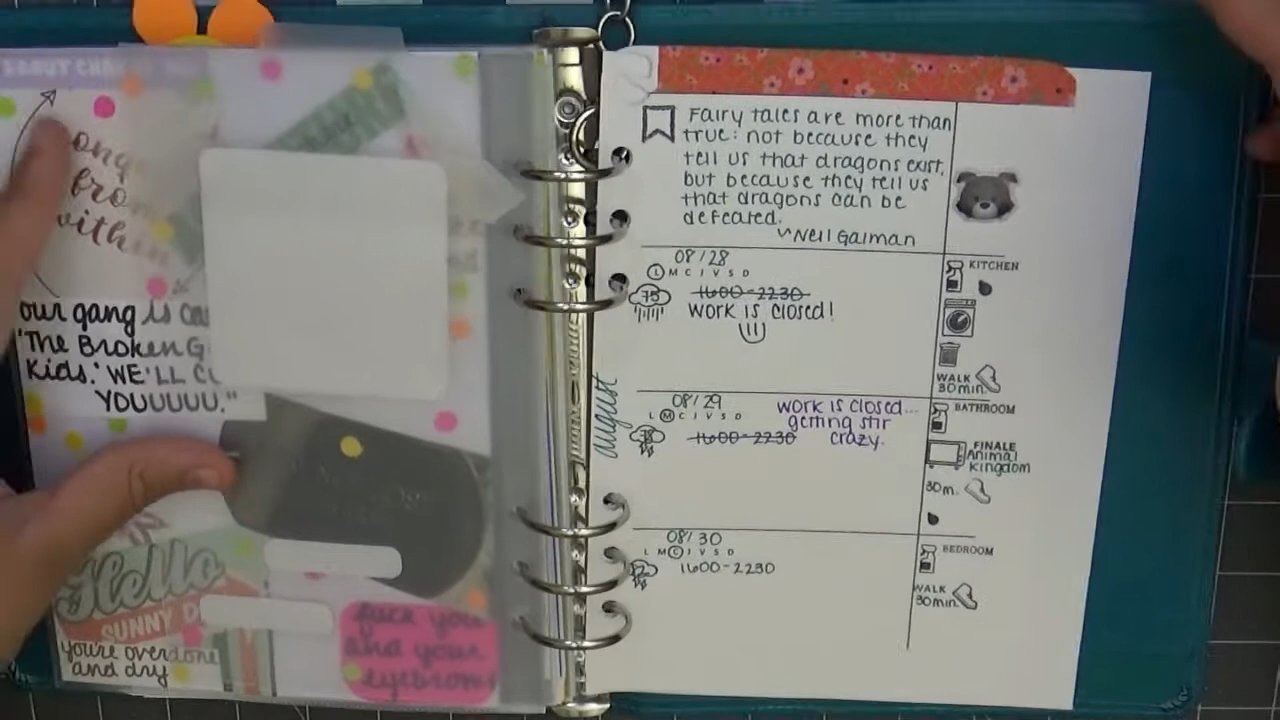 with
our gang is
"The Broken G
Kids." WE'LL CU
YOUUUUU."
Hello
SUNNY D
you're overdone
and dry
fuck you
and your
eyebrows
Fairy tales are more than
true: not because they
tell us that dragons exist,
but because they tell us
that dragons can be
defeated.
~Neil Gaiman
august
08/28
L M C I V S D
75
1600-2230
WORK IS CLOSED!
KITCHEN
WALK
30min.
08/29
L M C I V S D
78
1600-2230
WORK IS CLOSED...
getting stir
crazy.
BATHROOM
FINALE
Animal
Kingdom
30m.
08/30
L M C I V S D
72
1600-2230
BEDROOM
WALK
30min.